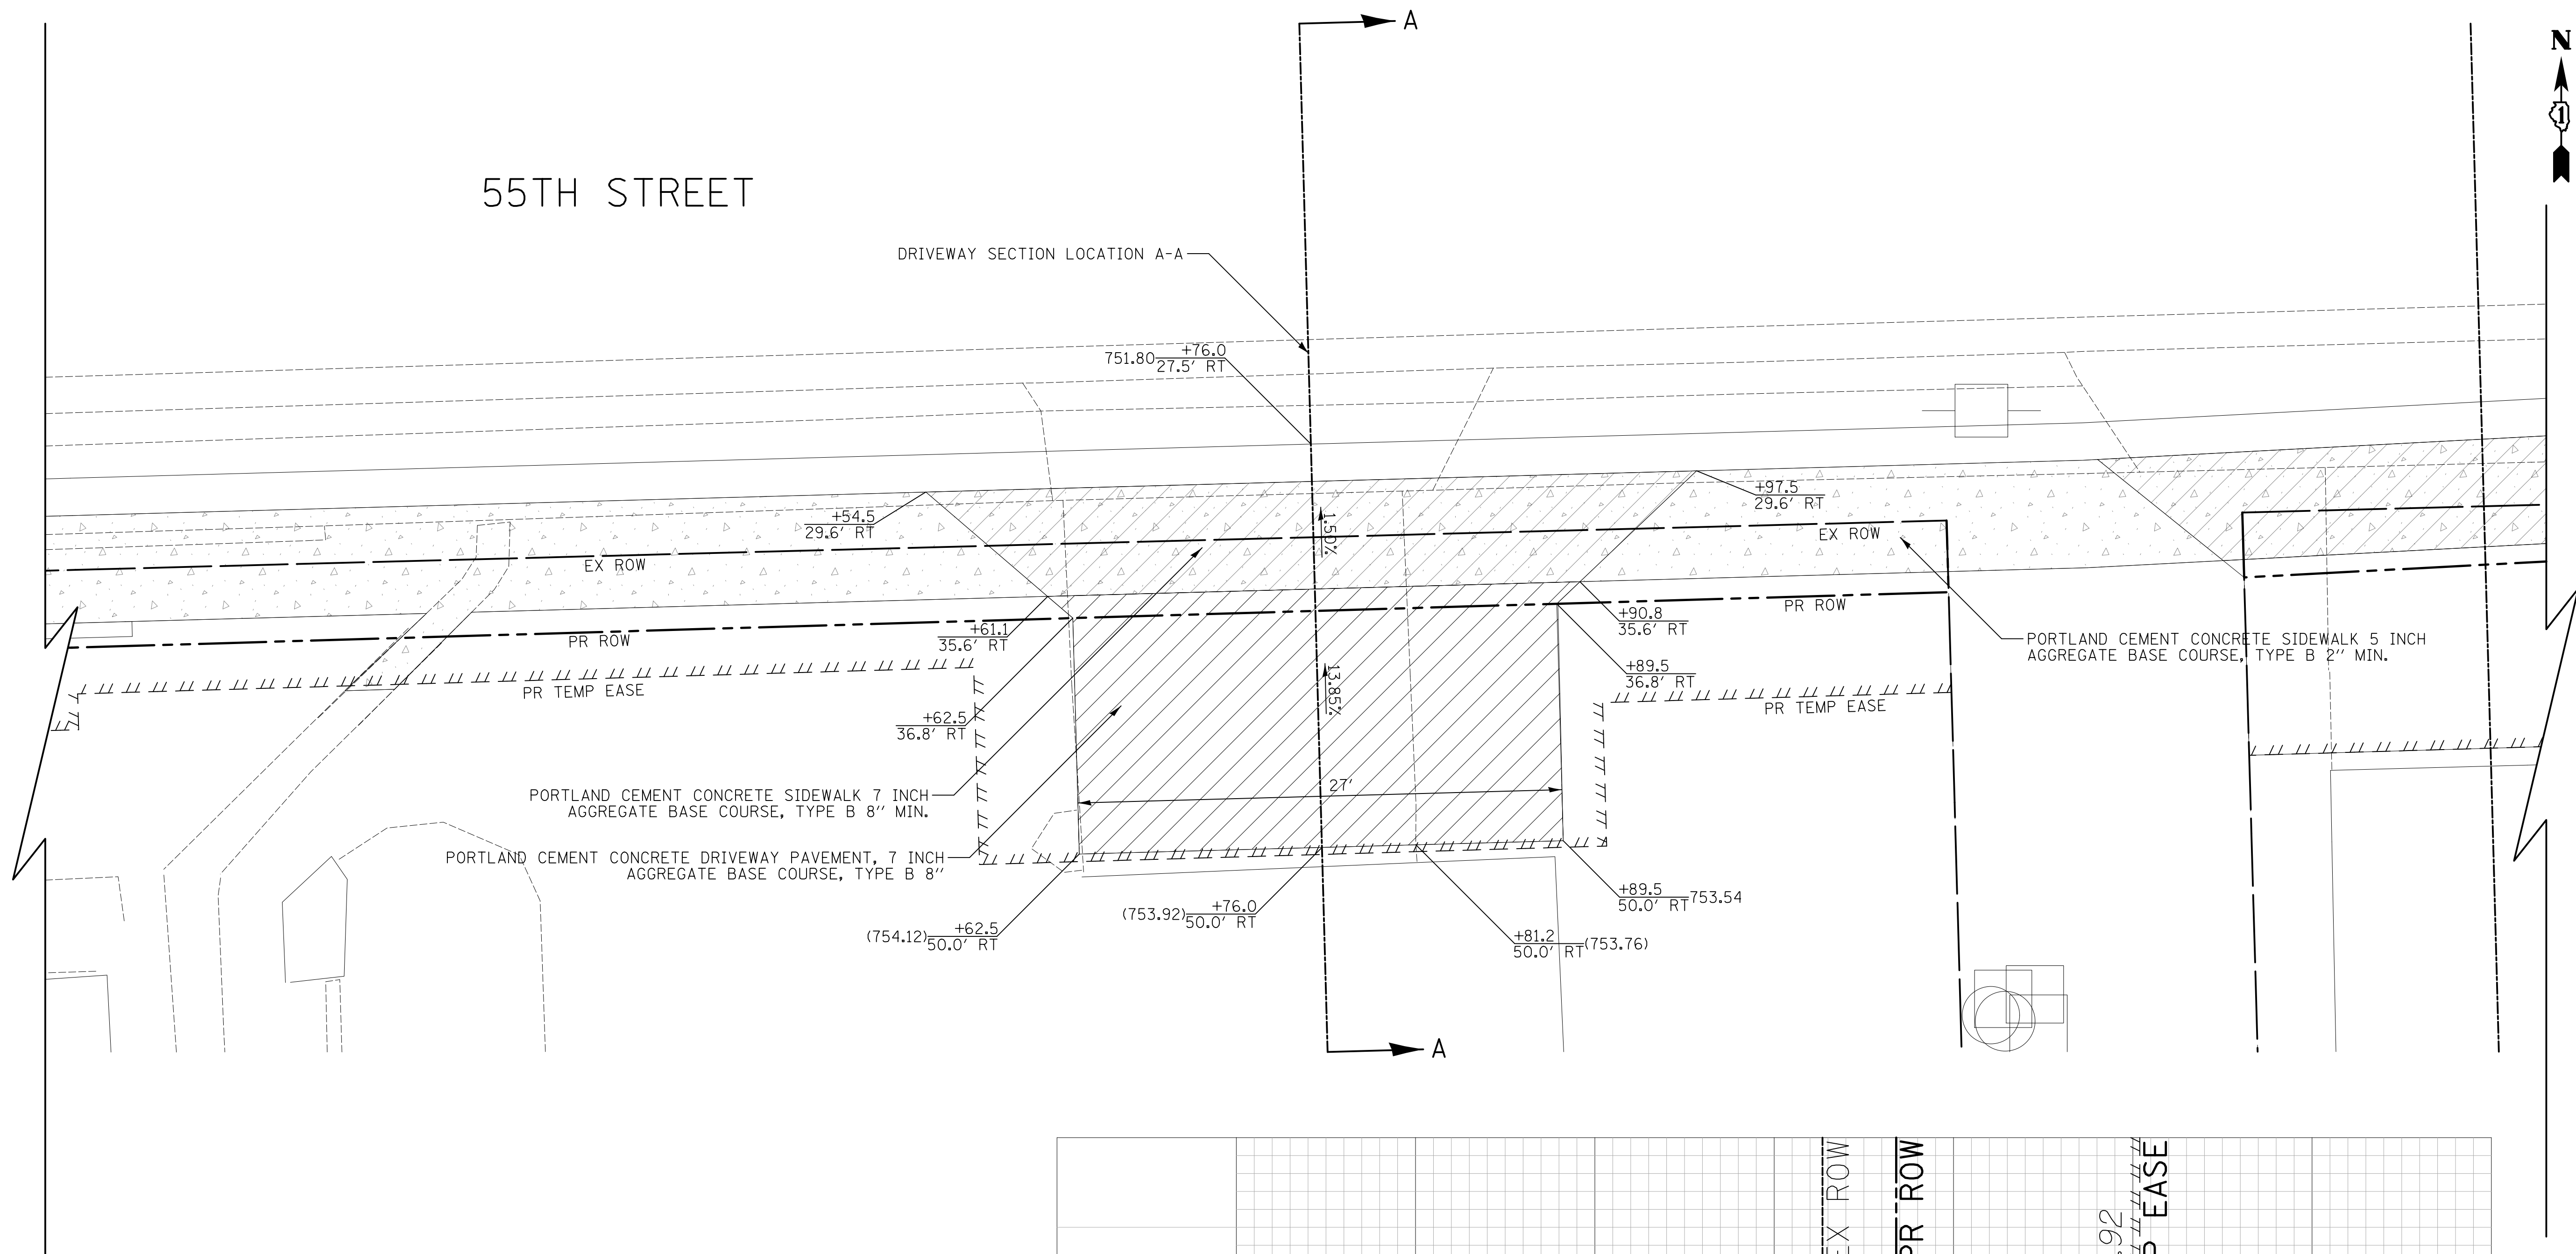 A
N
1
55TH STREET
DRIVEWAY SECTION LOCATION A-A
751.80 +76.0
27.5' RT
+97.5
29.6' RT
+54.5
29.6' RT
1.50%
EX ROW
EX ROW
PR ROW
+90.8
35.6' RT
+61.1
35.6' RT
PR ROW
PORTLAND CEMENT CONCRETE SIDEWALK 5 INCH
AGGREGATE BASE COURSE, TYPE B 2" MIN.
+89.5
36.8' RT
13.85%
PR TEMP EASE
PR TEMP EASE
+62.5
36.8' RT
27'
PORTLAND CEMENT CONCRETE SIDEWALK 7 INCH
AGGREGATE BASE COURSE, TYPE B 8" MIN.
PORTLAND CEMENT CONCRETE DRIVEWAY PAVEMENT, 7 INCH
AGGREGATE BASE COURSE, TYPE B 8"
+89.5
50.0' RT 753.54
(753.92) +76.0
50.0' RT
(754.12) +62.5
50.0' RT
+81.2
50.0' RT (753.76)
A
EX ROW
PR ROW
.92
P EASE